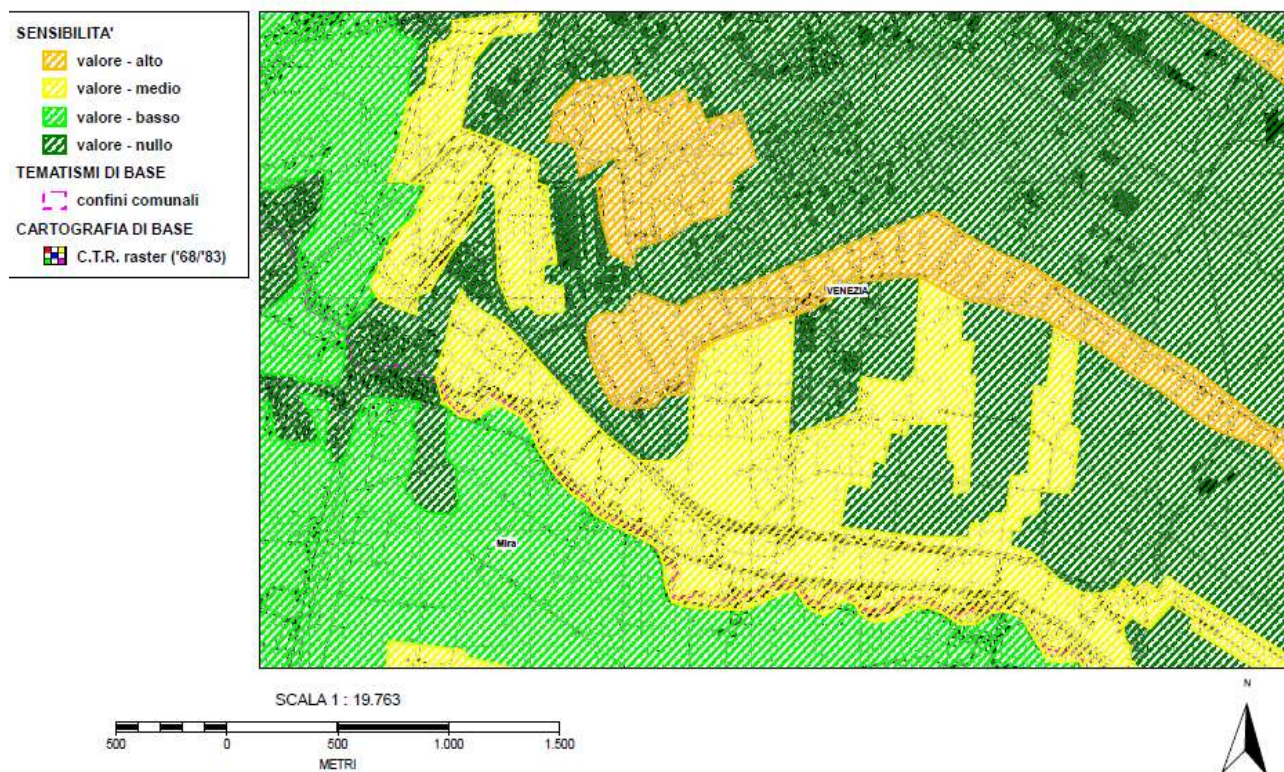 SENSIBILITA'
valore - alto
valore - medio
valore - basso
valore - nullo
TEMATISMI DI BASE
confini comunali
CARTOGRAFIA DI BASE
C.T.R. raster ('68/'83)
VENEZIA
Mira
SCALA 1 : 19.763
500 0 500 1.000 1.500
METRI
N